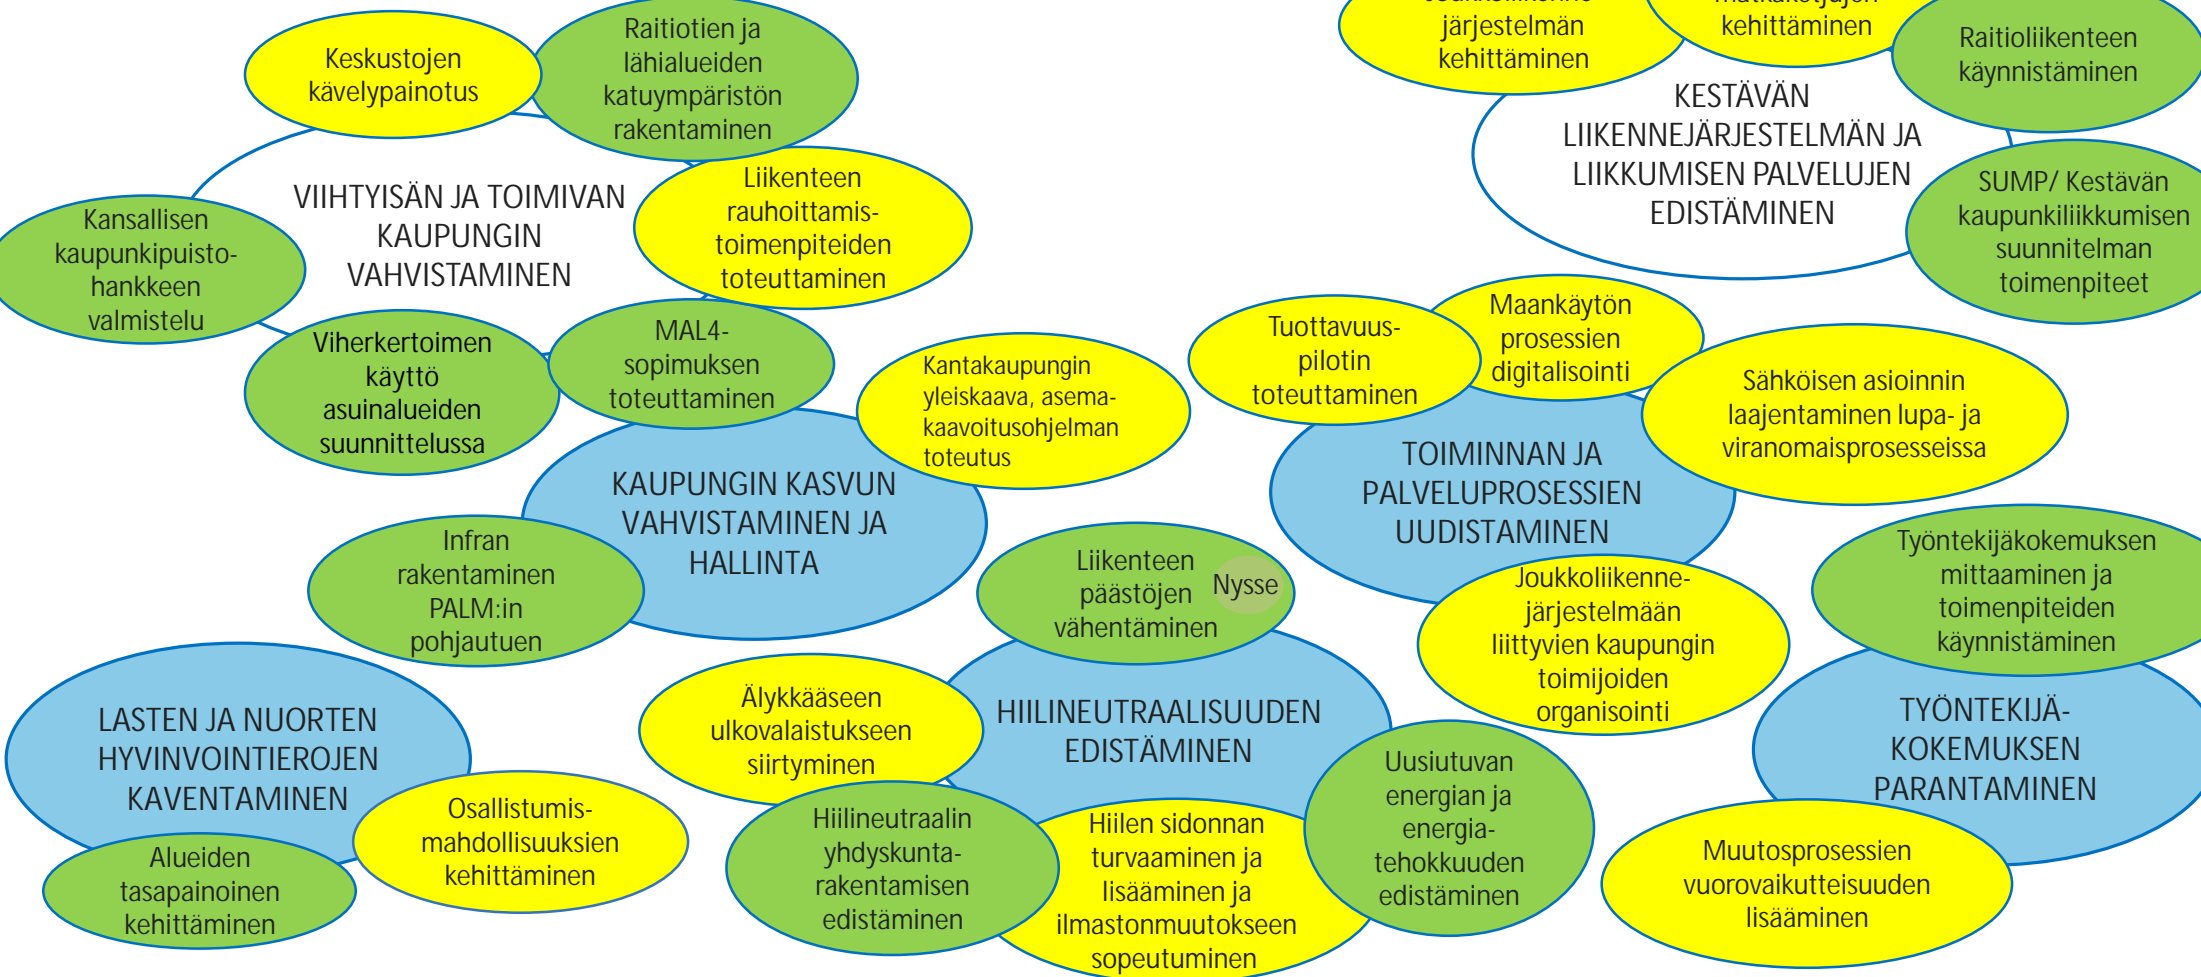 Keskustojen
kävelypainotus
Raitiotien ja
lähialueiden
katuympäristön
rakentaminen
VIIHTYISÄN JA TOIMIVAN
KAUPUNGIN
VAHVISTAMINEN
Liikenteen
rauhoittamis-
toimenpiteiden
toteuttaminen
Kansallisen
kaupunkipuisto-
hankkeen
valmistelu
Viherkertoimen
käyttö
asuinalueiden
suunnittelussa
MAL4-
sopimuksen
toteuttaminen
Kantakaupungin
yleiskaava, asema-
kaavoitusohjelman
toteutus
KAUPUNGIN KASVUN
VAHVISTAMINEN JA
HALLINTA
Infran
rakentaminen
PALM:in
pohjautuen
järjestelmän
kehittäminen
kehittäminen
Raitioliikenteen
käynnistäminen
KESTÄVÄN
LIIKENNEJÄRJESTELMÄN JA
LIIKKUMISEN PALVELUJEN
EDISTÄMINEN
SUMP/ Kestävän
kaupunkiliikkumisen
suunnitelman
toimenpiteet
Tuottavuus-
pilotin
toteuttaminen
Maankäytön
prosessien
digitalisointi
Sähköisen asioinnin
laajentaminen lupa- ja
viranomaisprosesseissa
TOIMINNAN JA
PALVELUPROSESSIEN
UUDISTAMINEN
Joukkoliikenne-
järjestelmään
liittyvien kaupungin
toimijoiden
organisointi
Työntekijäkokemuksen
mittaaminen ja
toimenpiteiden
käynnistäminen
TYÖNTEKIJÄ-
KOKEMUKSEN
PARANTAMINEN
Muutosprosessien
vuorovaikutteisuuden
lisääminen
LASTEN JA NUORTEN
HYVINVOINTIEROJEN
KAVENTAMINEN
Osallistumis-
mahdollisuuksien
kehittäminen
Alueiden
tasapainoinen
kehittäminen
Liikenteen
päästöjen
vähentäminen
Nysse
Älykkääseen
ulkovalaistukseen
siirtyminen
HIILINEUTRAALISUUDEN
EDISTÄMINEN
Hiilineutraalin
yhdyskunta-
rakentamisen
edistäminen
Hiilen sidonnan
turvaaminen ja
lisääminen ja
ilmastonmuutokseen
sopeutuminen
Uusiutuvan
energian ja
energia-
tehokkuuden
edistäminen